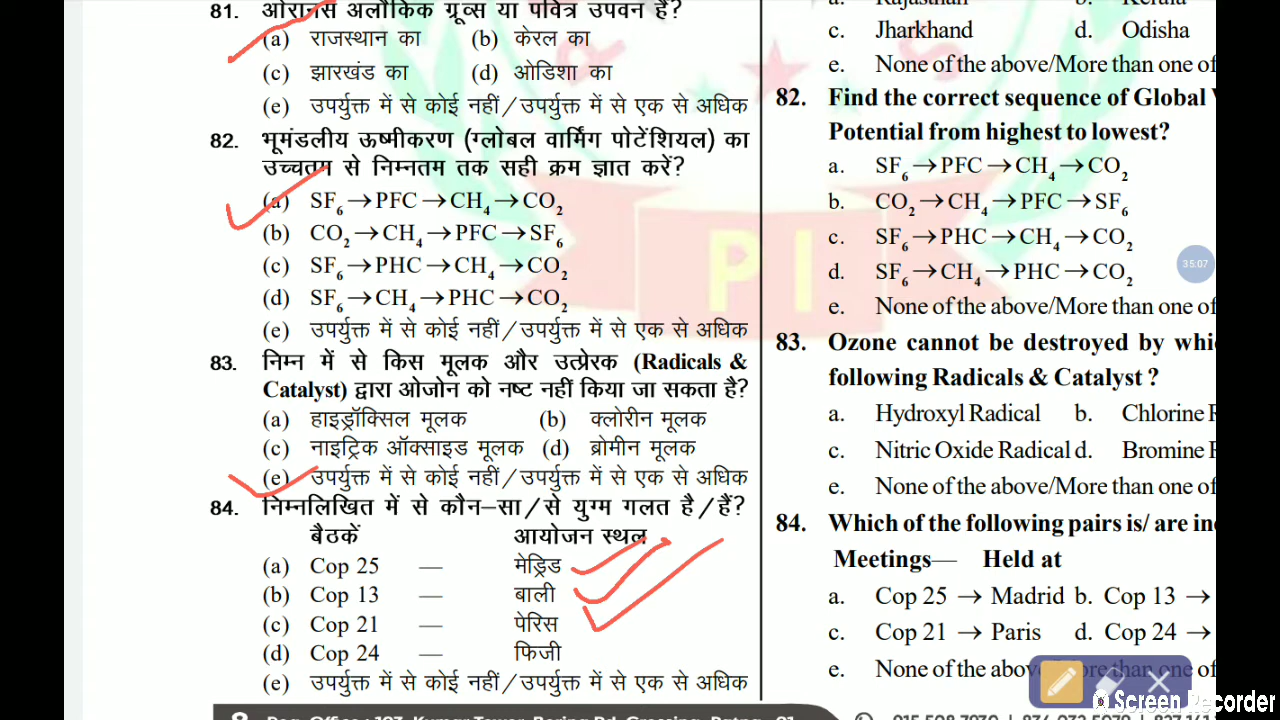 81. ओरानस अलौकिक ग्रूव्स या पवित्र उपवन हैं?
(a) राजस्थान का (b) केरल का
(c) झारखंड का (d) ओडिशा का
(e) उपर्युक्त में से कोई नहीं/उपर्युक्त में से एक से अधिक
82. भूमंडलीय ऊष्मीकरण (ग्लोबल वार्मिंग पोटेंशियल) का
उच्चतम से निम्नतम तक सही क्रम ज्ञात करें?
(a) SF₆→PFC→CH₄→CO₂
(b) CO₂→CH₄→PFC→SF₆
(c) SF₆→PHC→CH₄→CO₂
(d) SF₆→CH₄→PHC→CO₂
(e) उपर्युक्त में से कोई नहीं/उपर्युक्त में से एक से अधिक
83. निम्न में से किस मूलक और उत्प्रेरक (Radicals &
Catalyst) द्वारा ओजोन को नष्ट नहीं किया जा सकता है?
(a) हाइड्रॉक्सिल मूलक (b) क्लोरीन मूलक
(c) नाइट्रिक ऑक्साइड मूलक (d) ब्रोमीन मूलक
(e) उपर्युक्त में से कोई नहीं/उपर्युक्त में से एक से अधिक
84. निम्नलिखित में से कौन-सा/से युग्म गलत है/हैं?
बैठकें आयोजन स्थल
(a) Cop 25 — मेड्रिड
(b) Cop 13 — बाली
(c) Cop 21 — पेरिस
(d) Cop 24 — फिजी
(e) उपर्युक्त में से कोई नहीं/उपर्युक्त में से एक से अधिक
c. Jharkhand d. Odisha
e. None of the above/More than one of
82. Find the correct sequence of Global
Potential from highest to lowest?
a. SF₆→PFC→CH₄→CO₂
b. CO₂→CH₄→PFC→SF₆
c. SF₆→PHC→CH₄→CO₂
d. SF₆→CH₄→PHC→CO₂
e. None of the above/More than one of
83. Ozone cannot be destroyed by
following Radicals & Catalyst ?
a. Hydroxyl Radical b. Chlorine
c. Nitric Oxide Radical d. Bromine
e. None of the above/More than one of
84. Which of the following pairs is/ are
Meetings— Held at
a. Cop 25 → Madrid b. Cop 13 →
c. Cop 21 → Paris d. Cop 24 →
e. None of the above/More than one of
PI
35:07
Screen Recorder